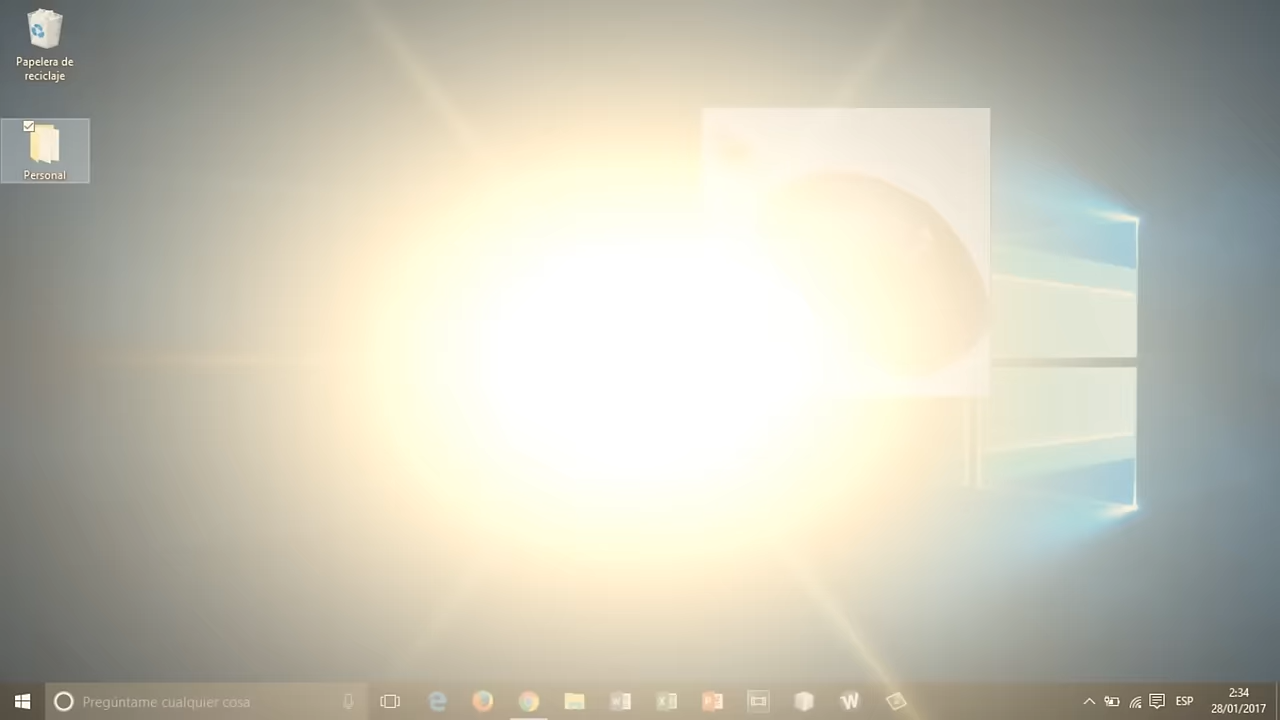 Papelera de
reciclaje
Personal
Pregúntame cualquier cosa
ESP
2:34
28/01/2017